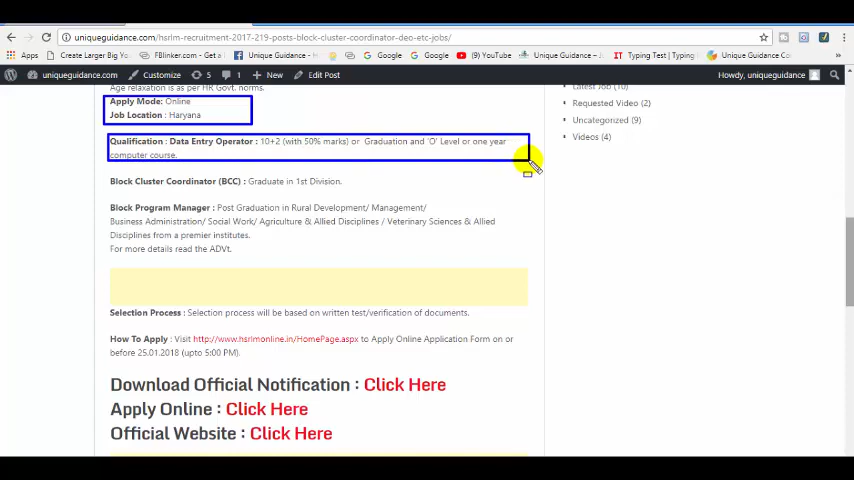 uniqueguidance.com/hsrlm-recruitment-2017-219-posts-block-cluster-coordinator-deo-etc-jobs/
Apps Create Larger Big Yo FBlinker.com - Get a l Unique Guidance - H Google Google (9) YouTube Unique Guidance – J Typing Test | Typing Unique Guidance Co
uniqueguidance.com Customize 5 1 New Edit Post Howdy, uniqueguidance
Age relaxation is as per HR Govt. norms.
Apply Mode: Online
Job Location : Haryana
Qualification : Data Entry Operator : 10+2 (with 50% marks) or Graduation and 'O' Level or one year
computer course.
Block Cluster Coordinator (BCC) : Graduate in 1st Division.
Block Program Manager : Post Graduation in Rural Development/ Management/
Business Administration/ Social Work/ Agriculture & Allied Disciplines / Veterinary Sciences & Allied
Disciplines from a premier institutes.
For more details read the ADVt.
Selection Process : Selection process will be based on written test/verification of documents.
How To Apply : Visit http://www.hsrlmonline.in/HomePage.aspx to Apply Online Application Form on or
before 25.01.2018 (upto 5:00 PM).
Download Official Notification : Click Here
Apply Online : Click Here
Official Website : Click Here
Latest Job (10)
Requested Video (2)
Uncategorized (9)
Videos (4)